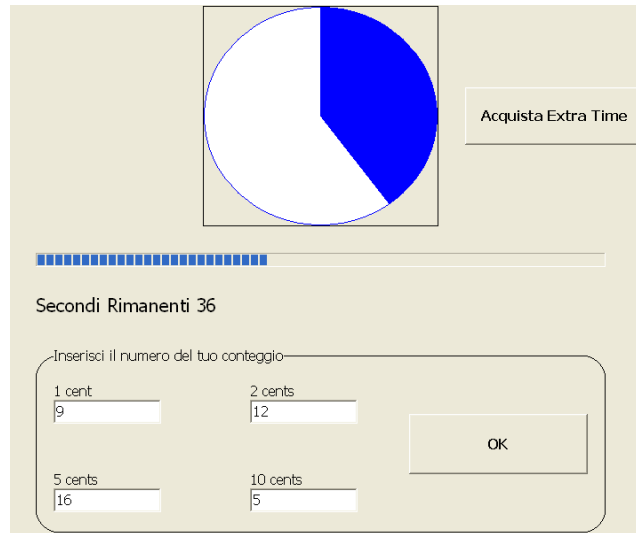 Acquista Extra Time
Secondi Rimanenti 36
Inserisci il numero del tuo conteggio
1 cent
2 cents
9
12
OK
5 cents
10 cents
16
5